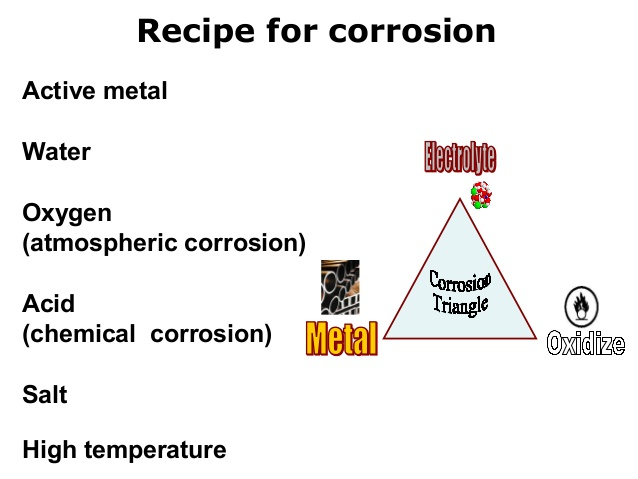 Recipe for corrosion
Active metal
Water
Oxygen
(atmospheric corrosion)
Acid
(chemical corrosion)
Salt
High temperature
Electrolyte
Corrosion
Triangle
Metal
Oxidize